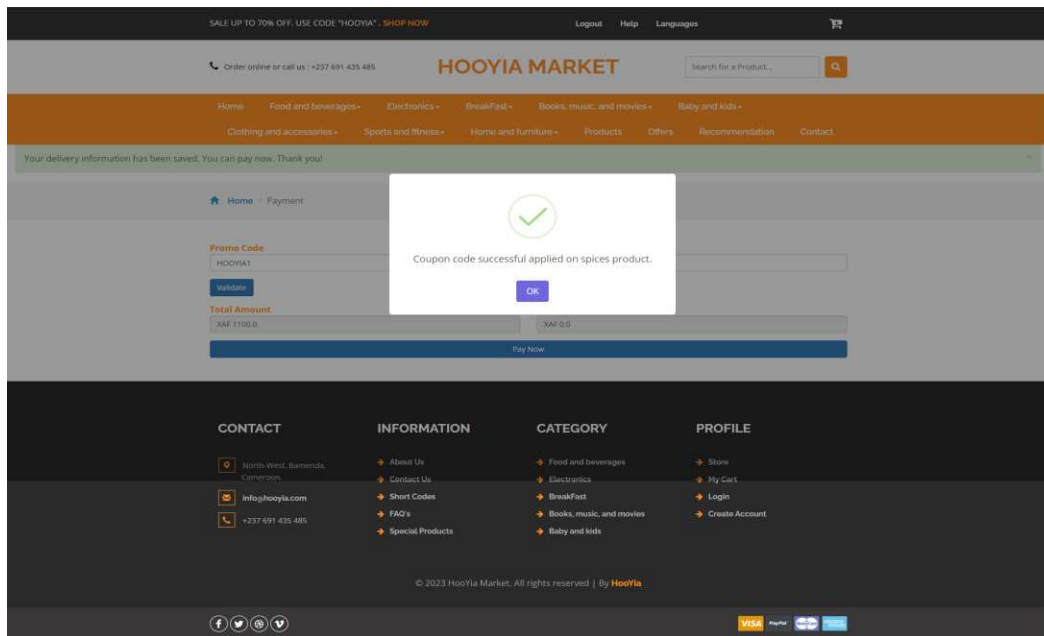 SALE UP TO 70% OFF. USE CODE "HOOYIA" . SHOP NOW
Logout Help Languages
Order online or call us : +237 691 435 485
HOOYIA MARKET
Search for a Product...
Home Food and beverages Electronics BreakFast Books, music, and movies Baby and kids
Clothing and accessories Sports and fitness Home and furniture Products Offers Recommendation Contact
Your delivery information has been saved, You can pay now. Thank you!
×
Home Payment
Coupon code successful applied on spices product.
OK
Promo Code
HOOYIA1
Validate
Total Amount
XAF 1100.0
XAF 0.0
Pay Now
CONTACT
North-West, Bamenda,
Cameroon.
info@hooyia.com
+237 691 435 485
INFORMATION
About Us
Contact Us
Short Codes
FAQ's
Special Products
CATEGORY
Food and beverages
Electronics
BreakFast
Books, music, and movies
Baby and kids
PROFILE
Store
My Cart
Login
Create Account
© 2023 HooYia Market. All rights reserved | By HooYia
VISA PayPal